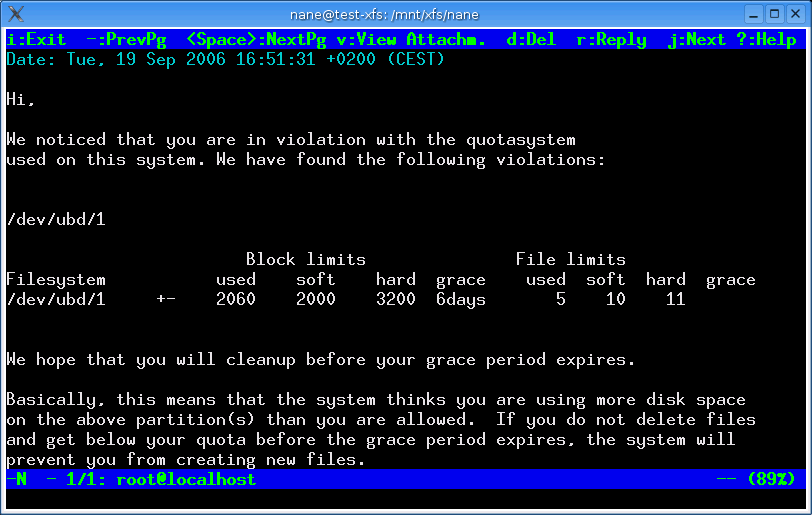 nane@test-xfs: /mnt/xfs/nane
i:Exit  -:PrevPg  <Space>:NextPg v:View Attachm.  d:Del  r:Reply  j:Next ?:Help
Date: Tue, 19 Sep 2006 16:51:31 +0200 (CEST)
Hi,
We noticed that you are in violation with the quotasystem
used on this system. We have found the following violations:
/dev/ubd/1
                        Block limits               File limits
Filesystem           used    soft    hard  grace    used  soft  hard  grace
/dev/ubd/1     +-    2060    2000    3200  6days       5    10    11
We hope that you will cleanup before your grace period expires.
Basically, this means that the system thinks you are using more disk space
on the above partition(s) than you are allowed.  If you do not delete files
and get below your quota before the grace period expires, the system will
prevent you from creating new files.
-N  - 1/1: root@localhost                                              -- (89%)